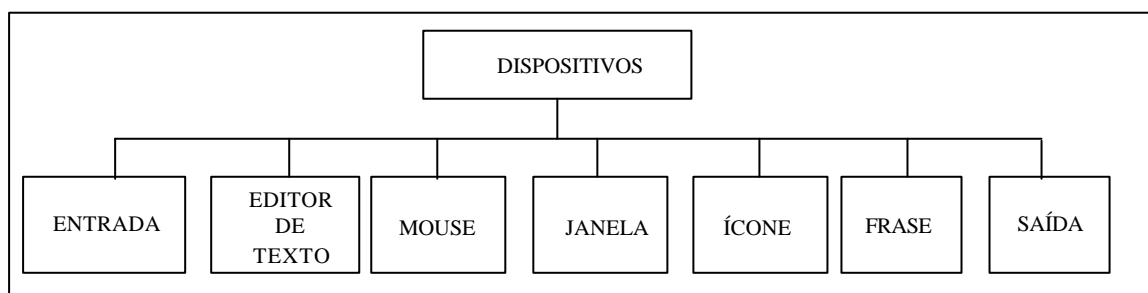 DISPOSITIVOS
ENTRADA
EDITOR
DE
TEXTO
MOUSE
JANELA
ÍCONE
FRASE
SAÍDA